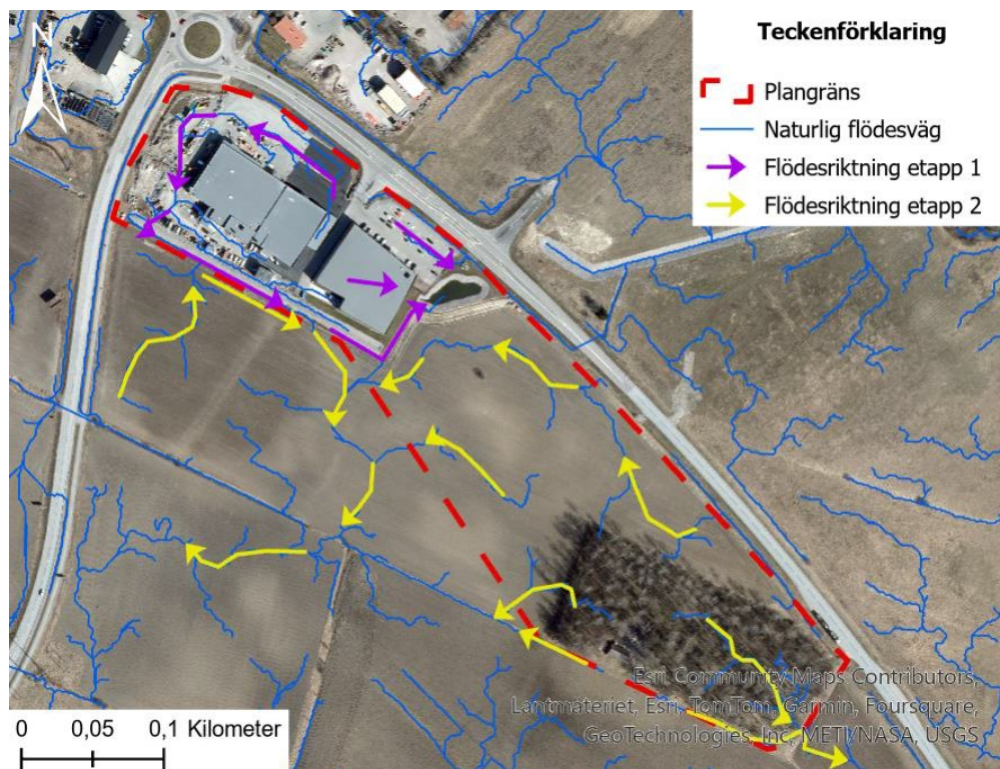 N
Teckenförklaring
Plangräns
Naturlig flödesväg
Flödesriktning etapp 1
Flödesriktning etapp 2
Esri Community Maps Contributors,
Lantmäteriet, Esri, TomTom, Garmin, Foursquare,
GeoTechnologies, Inc, METI/NASA, USGS
0 0,05 0,1 Kilometer